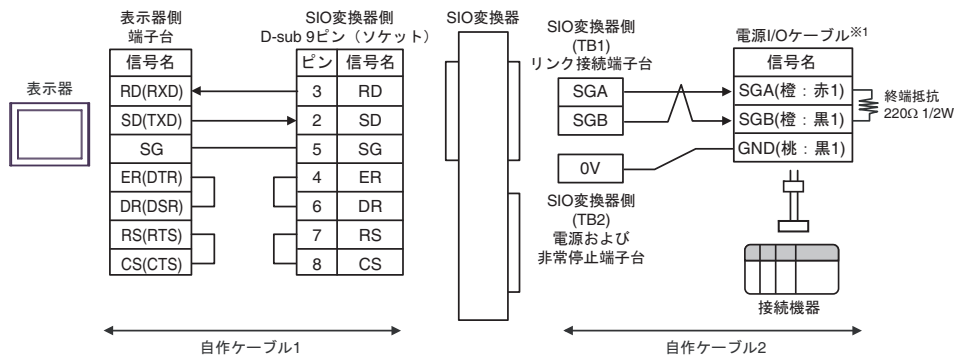 表示器
表示器側
端子台
信号名
RD(RXD)
SD(TXD)
SG
ER(DTR)
DR(DSR)
RS(RTS)
CS(CTS)
SIO変換器側
D-sub 9ピン（ソケット）
ピン 信号名
3 RD
2 SD
5 SG
4 ER
6 DR
7 RS
8 CS
SIO変換器
SIO変換器側
(TB1)
リンク接続端子台
SGA
SGB
0V
SIO変換器側
(TB2)
電源および
非常停止端子台
電源I/Oケーブル※1
信号名
SGA(橙：赤1)
SGB(橙：黒1)
GND(桃：黒1)
終端抵抗
220Ω 1/2W
接続機器
自作ケーブル1
自作ケーブル2